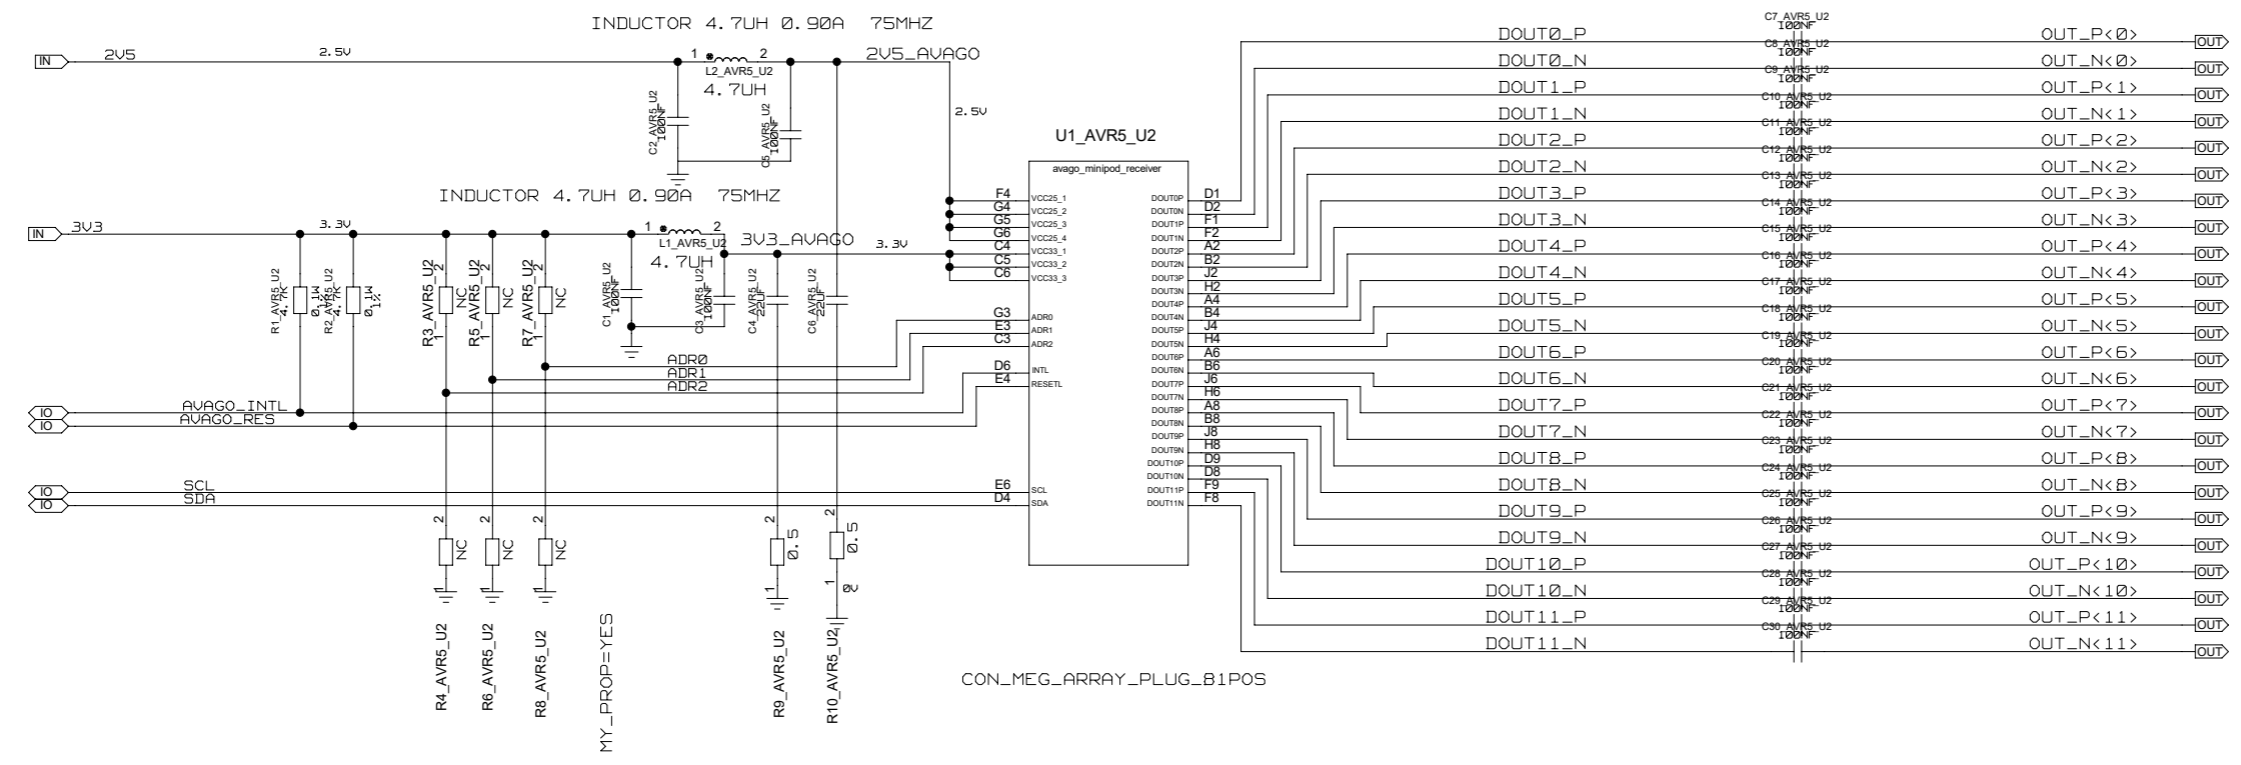 INDUCTOR 4.7UH 0.90A 75MHZ
IN
2V5
2.5V
1
2
L2_AVR5_U2
4.7UH
2V5_AVAGO
C2_AVR5_U2
100NF
C5_AVR5_U2
100NF
2.5V
INDUCTOR 4.7UH 0.90A 75MHZ
IN
3V3
3.3V
1
2
L1_AVR5_U2
4.7UH
3V3_AVAGO
3.3V
R1_AVR5_U2
4.7K
0.1W
R2_AVR5_U2
4.7K
0.1W
1%
R3_AVR5_U2
1
2
NC
R5_AVR5_U2
1
2
NC
R7_AVR5_U2
1
2
NC
C1_AVR5_U2
100NF
C3_AVR5_U2
100NF
C4_AVR5_U2
22UF
C6_AVR5_U2
22UF
ADR0
ADR1
ADR2
IO
AVAGO_INTL
IO
AVAGO_RES
IO
SCL
IO
SDA
2
NC
1
R4_AVR5_U2
2
NC
1
R6_AVR5_U2
2
NC
1
R8_AVR5_U2
MY_PROP=YES
2
0.5
1
R9_AVR5_U2
2
0.5
1
0V
R10_AVR5_U2
U1_AVR5_U2
avago_minipod_receiver
F4 VCC25_1
G4 VCC25_2
G5 VCC25_3
G6 VCC25_4
C4 VCC33_1
C5 VCC33_2
C6 VCC33_3
G3 ADR0
E3 ADR1
C3 ADR2
D6 INTL
E4 RESETL
E6 SCL
D4 SDA
DOUT0P D1
DOUT0N D2
DOUT1P F1
DOUT1N F2
DOUT2P A2
DOUT2N B2
DOUT3P J2
DOUT3N H2
DOUT4P A4
DOUT4N B4
DOUT5P J4
DOUT5N H4
DOUT6P A6
DOUT6N B6
DOUT7P J6
DOUT7N H6
DOUT8P A8
DOUT8N B8
DOUT9P J8
DOUT9N H8
DOUT10P D9
DOUT10N D8
DOUT11P F9
DOUT11N F8
CON_MEG_ARRAY_PLUG_81POS
C7_AVR5_U2
100NF
DOUT0_P OUT_P<0> OUT
C8_AVR5_U2
100NF
DOUT0_N OUT_N<0> OUT
C9_AVR5_U2
100NF
DOUT1_P OUT_P<1> OUT
C10_AVR5_U2
100NF
DOUT1_N OUT_N<1> OUT
C11_AVR5_U2
100NF
DOUT2_P OUT_P<2> OUT
C12_AVR5_U2
100NF
DOUT2_N OUT_N<2> OUT
C13_AVR5_U2
100NF
DOUT3_P OUT_P<3> OUT
C14_AVR5_U2
100NF
DOUT3_N OUT_N<3> OUT
C15_AVR5_U2
100NF
DOUT4_P OUT_P<4> OUT
C16_AVR5_U2
100NF
DOUT4_N OUT_N<4> OUT
C17_AVR5_U2
100NF
DOUT5_P OUT_P<5> OUT
C18_AVR5_U2
100NF
DOUT5_N OUT_N<5> OUT
C19_AVR5_U2
100NF
DOUT6_P OUT_P<6> OUT
C20_AVR5_U2
100NF
DOUT6_N OUT_N<6> OUT
C21_AVR5_U2
100NF
DOUT7_P OUT_P<7> OUT
C22_AVR5_U2
100NF
DOUT7_N OUT_N<7> OUT
C23_AVR5_U2
100NF
DOUT8_P OUT_P<8> OUT
C24_AVR5_U2
100NF
DOUT8_N OUT_N<8> OUT
C25_AVR5_U2
100NF
DOUT9_P OUT_P<9> OUT
C26_AVR5_U2
100NF
DOUT9_N OUT_N<9> OUT
C27_AVR5_U2
100NF
DOUT10_P OUT_P<10> OUT
C28_AVR5_U2
100NF
DOUT10_N OUT_N<10> OUT
C29_AVR5_U2
100NF
DOUT11_P OUT_P<11> OUT
C30_AVR5_U2
100NF
DOUT11_N OUT_N<11> OUT